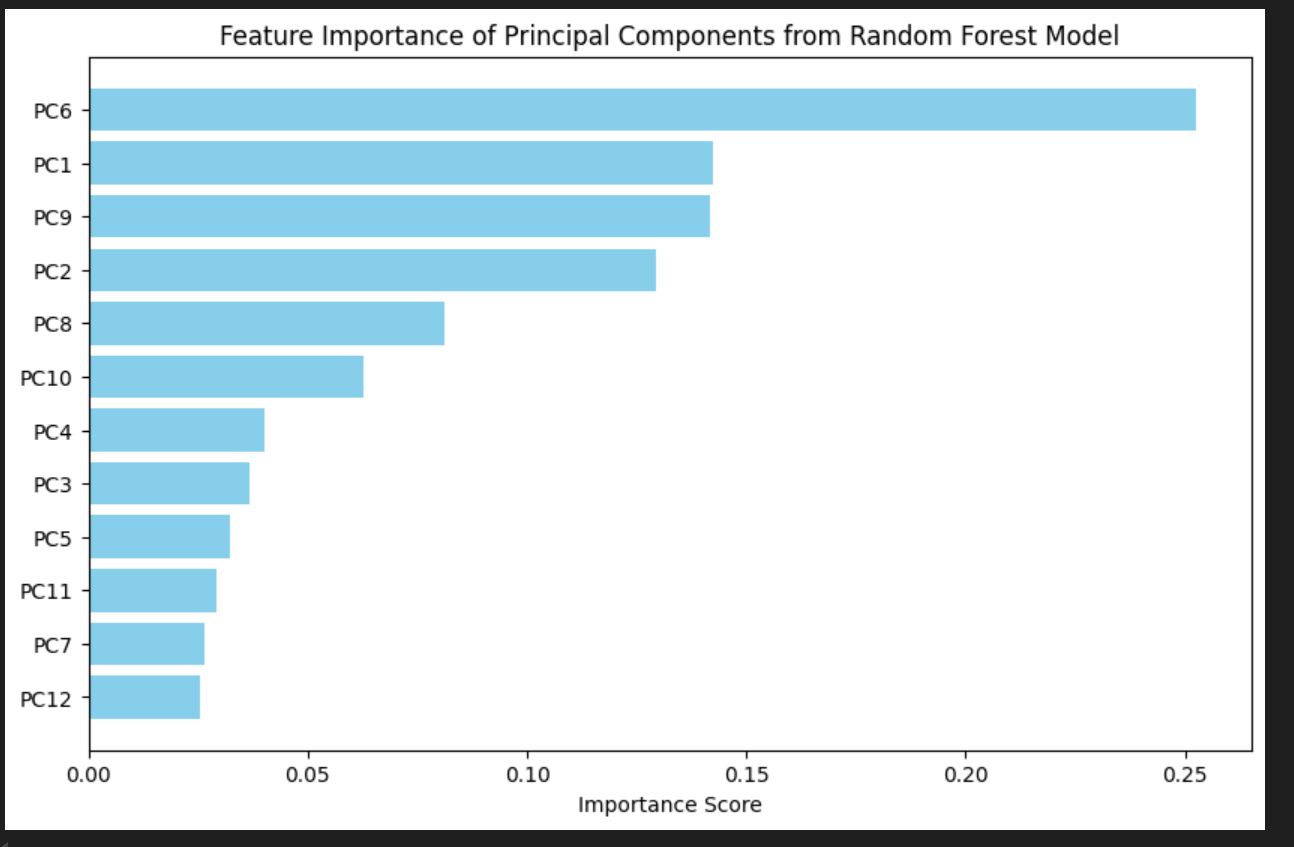 Feature Importance of Principal Components from Random Forest Model
PC6
PC1
PC9
PC2
PC8
PC10
PC4
PC3
PC5
PC11
PC7
PC12
0.00 0.05 0.10 0.15 0.20 0.25
Importance Score